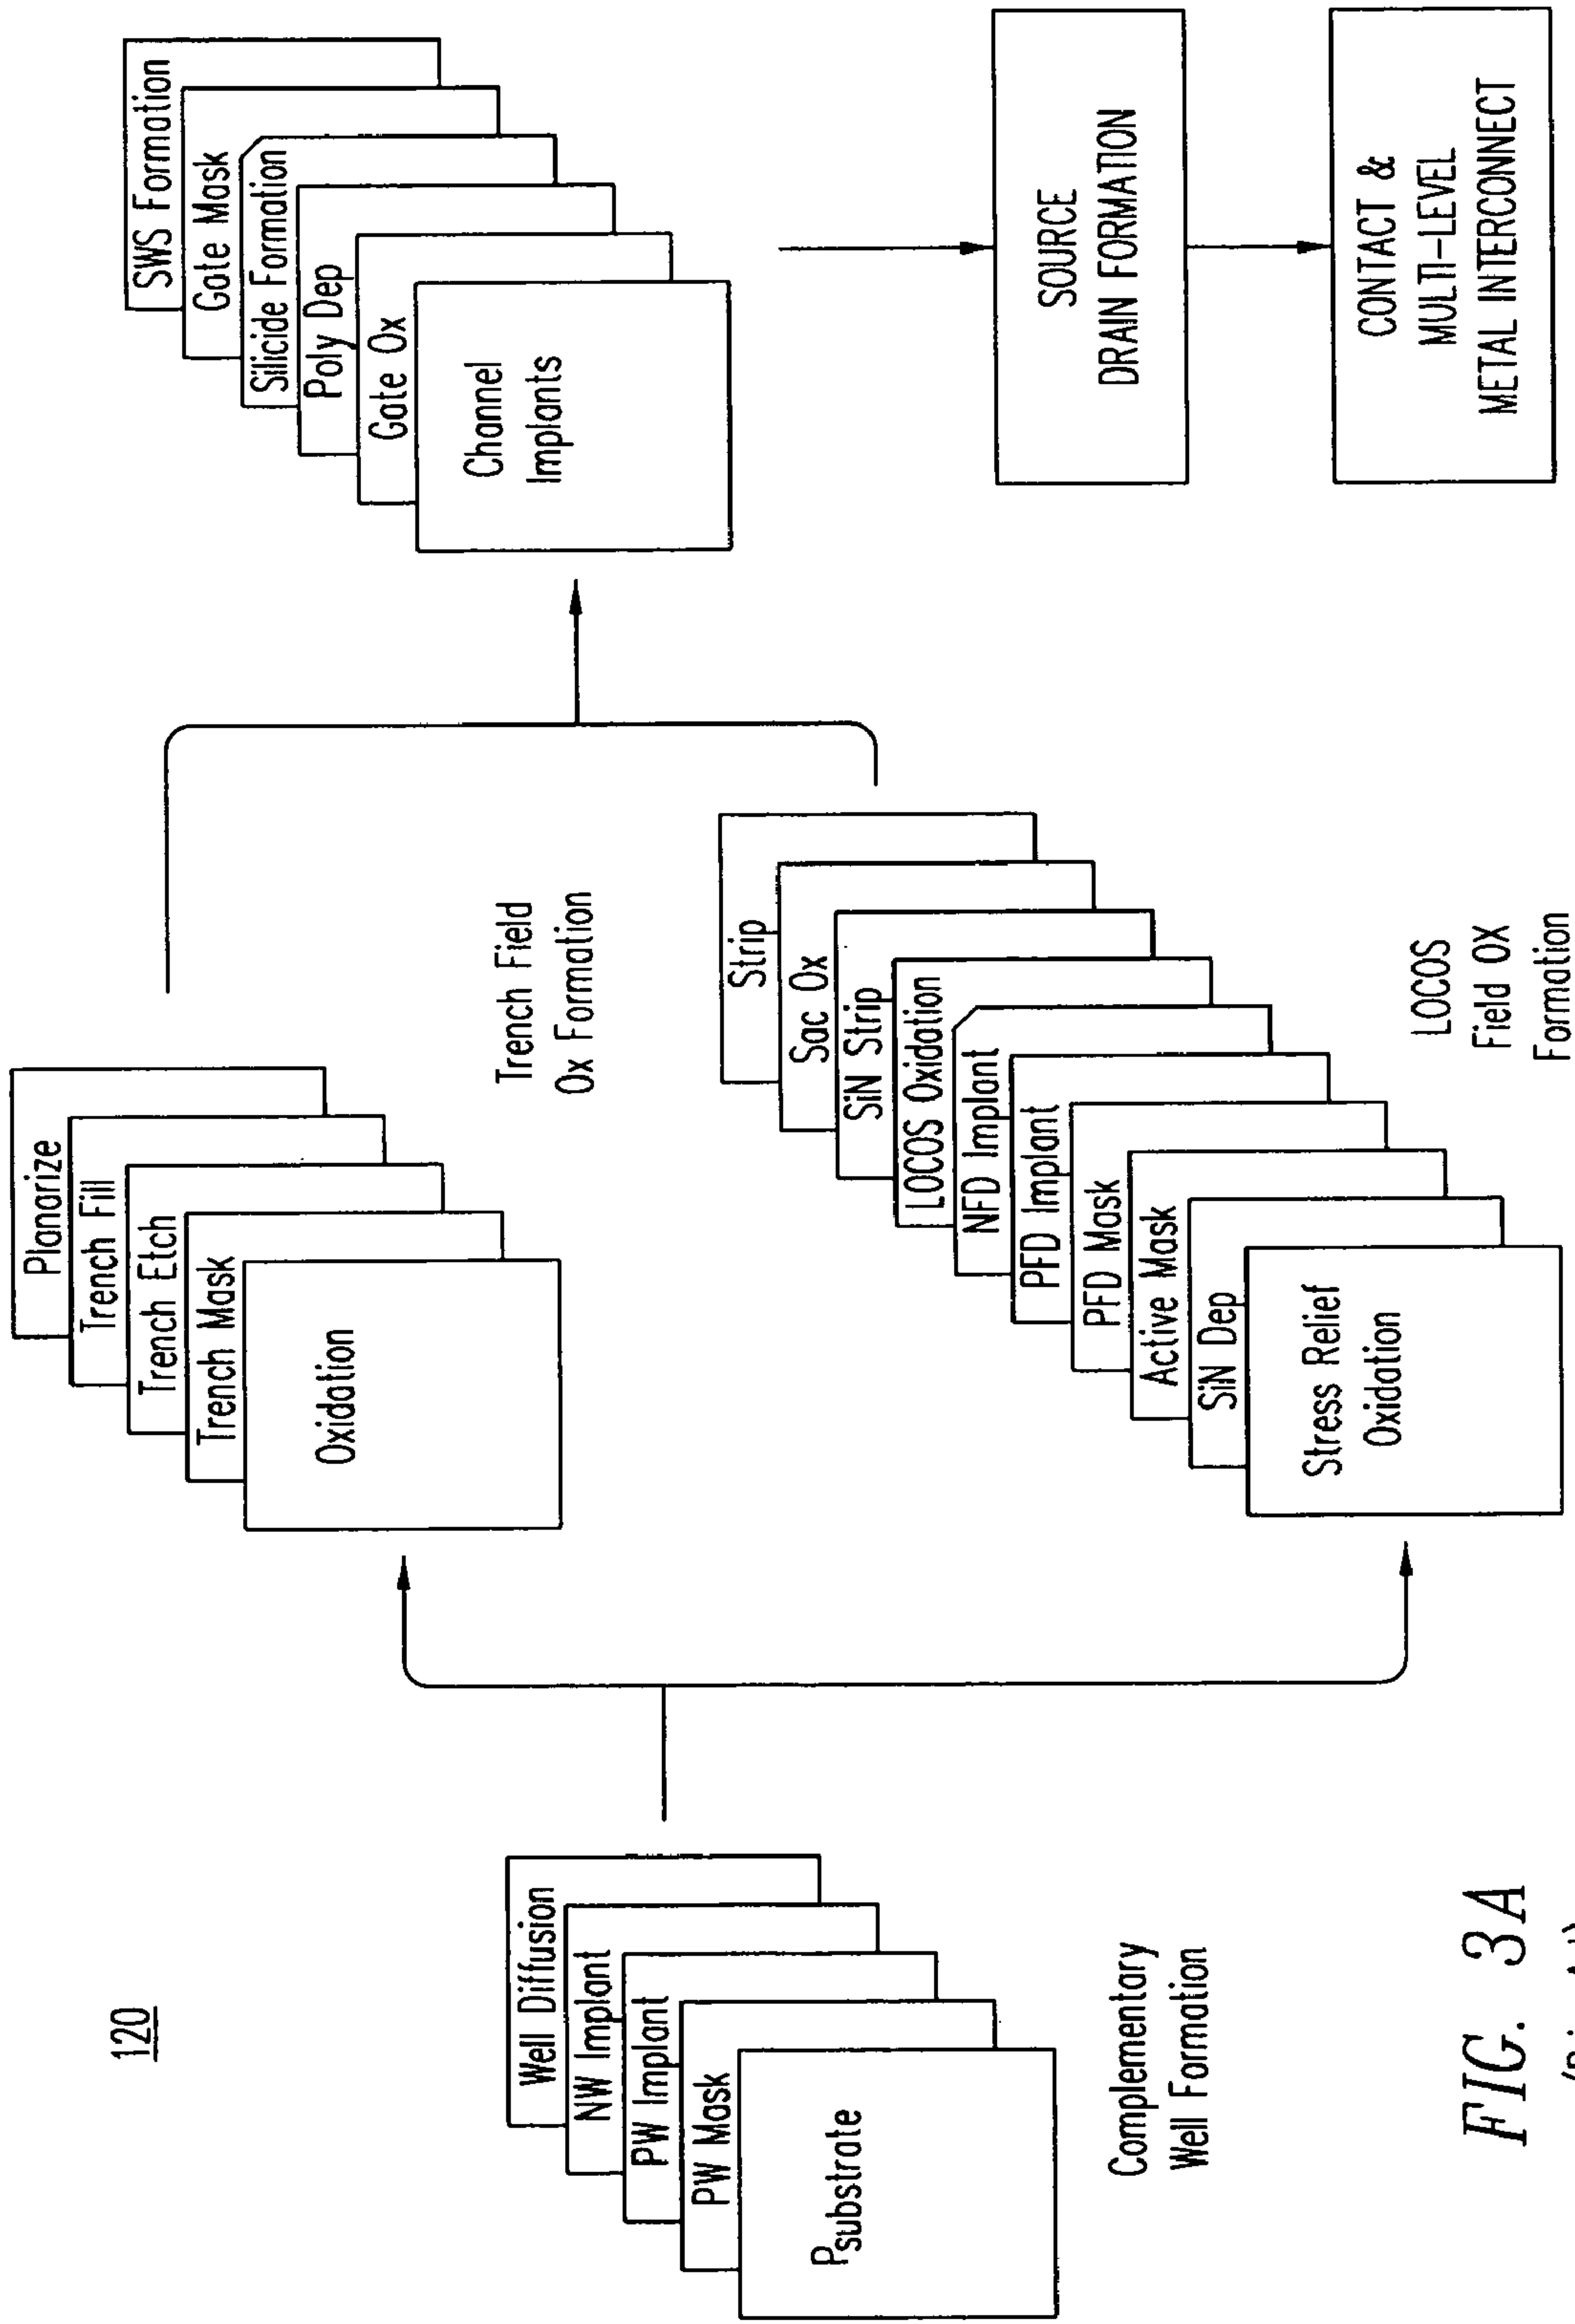 120
Well Diffusion
NW Implant
PW Implant
PW Mask
Psubstrate
Complementary
Well Formation
Planarize
Trench Fill
Trench Etch
Trench Mask
Oxidation
Trench Field
Ox Formation
Strip
Sac Ox
SiN Strip
LOCOS Oxidation
NFD Implant
PFD Implant
PFD Mask
Active Mask
SiN Dep
Stress Relief
Oxidation
LOCOS
Field OX
Formation
SWS Formation
Gate Mask
Silicide Formation
Poly Dep
Gate Ox
Channel
Implants
SOURCE
DRAIN FORMATION
CONTACT &
MULTI-LEVEL
METAL INTERCONNECT
FIG. 3A